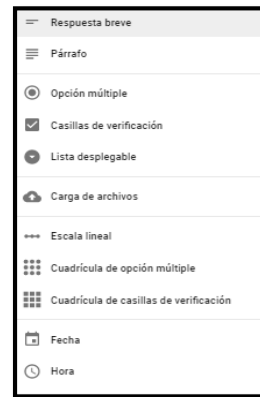 Respuesta breve
Párrafo
Opción múltiple
Casillas de verificación
Lista desplegable
Carga de archivos
Escala lineal
Cuadrícula de opción múltiple
Cuadrícula de casillas de verificación
Fecha
Hora